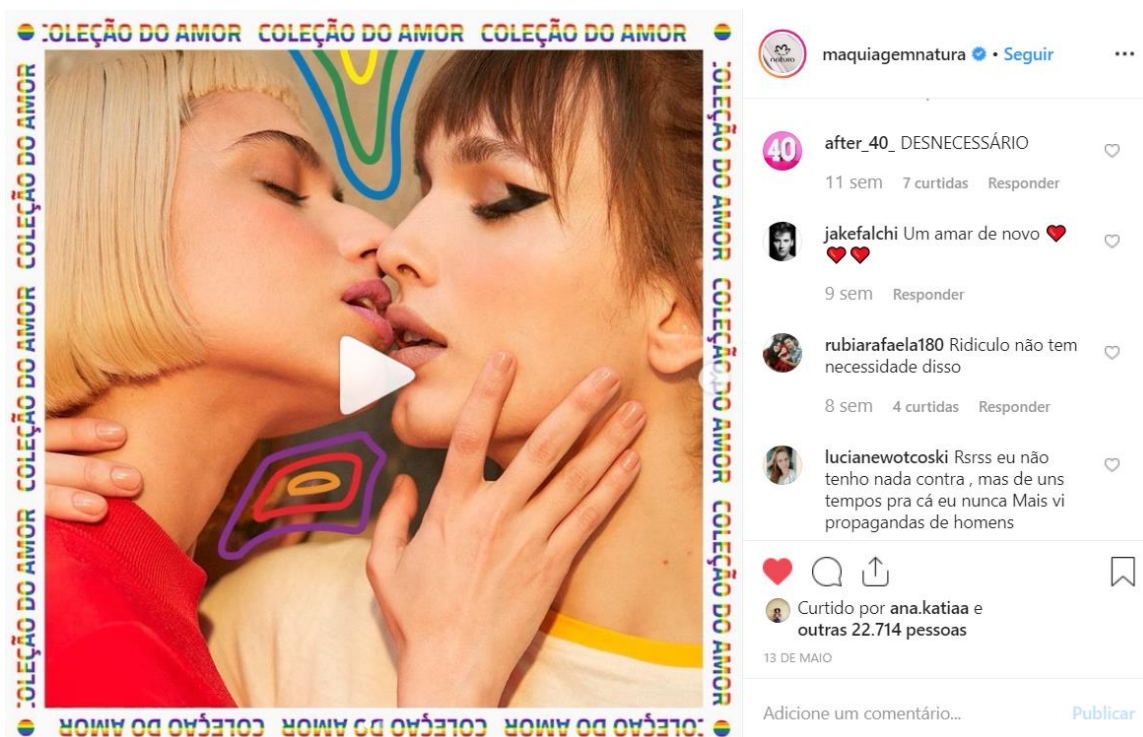 COLEÇÃO DO AMOR COLEÇÃO DO AMOR COLEÇÃO DO AMOR
COLEÇÃO DO AMOR COLEÇÃO DO AMOR COLEÇÃO DO AMOR
COLEÇÃO DO AMOR COLEÇÃO DO AMOR COLEÇÃO DO AMOR
COLEÇÃO DO AMOR COLEÇÃO DO AMOR COLEÇÃO DO AMOR
natura
maquiagemnatura • Seguir
after_40_ DESNECESSÁRIO
40
11 sem 7 curtidas Responder
jakefalchi Um amar de novo ❤
❤❤
9 sem Responder
rubiarafaela180 Ridiculo não tem
necessidade disso
8 sem 4 curtidas Responder
lucianewotcoski Rsrss eu não
tenho nada contra , mas de uns
tempos pra cá eu nunca Mais vi
propagandas de homens
Curtido por ana.katiaa e
outras 22.714 pessoas
13 DE MAIO
Adicione um comentário... Publicar